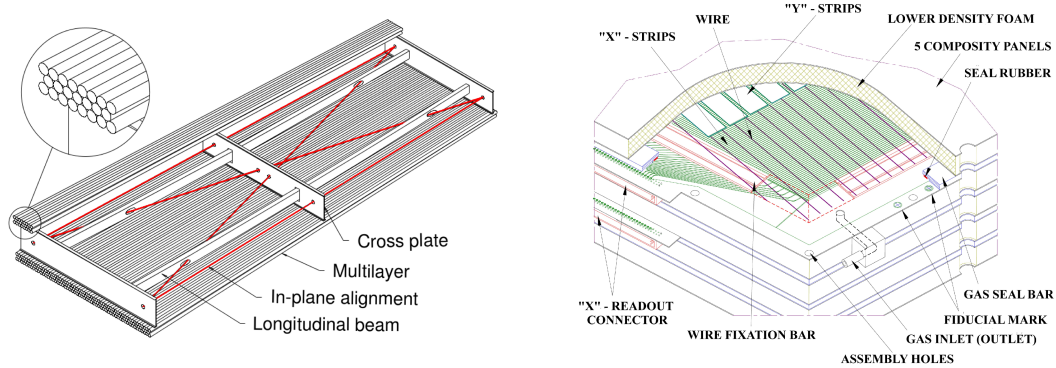 Cross plate
Multilayer
In-plane alignment
Longitudinal beam
"Y" - STRIPS
WIRE
LOWER DENSITY FOAM
"X" - STRIPS
5 COMPOSITY PANELS
SEAL RUBBER
"X" - READOUT
CONNECTOR
WIRE FIXATION BAR
GAS SEAL BAR
FIDUCIAL MARK
GAS INLET (OUTLET)
ASSEMBLY HOLES